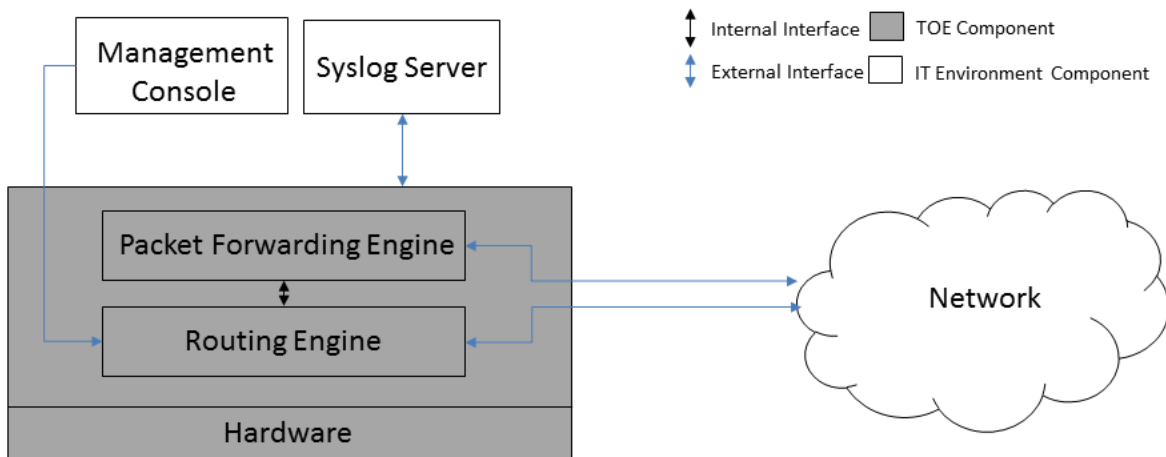 Management
Console
Syslog Server
Internal Interface
TOE Component
External Interface
IT Environment Component
Packet Forwarding Engine
Routing Engine
Hardware
Network